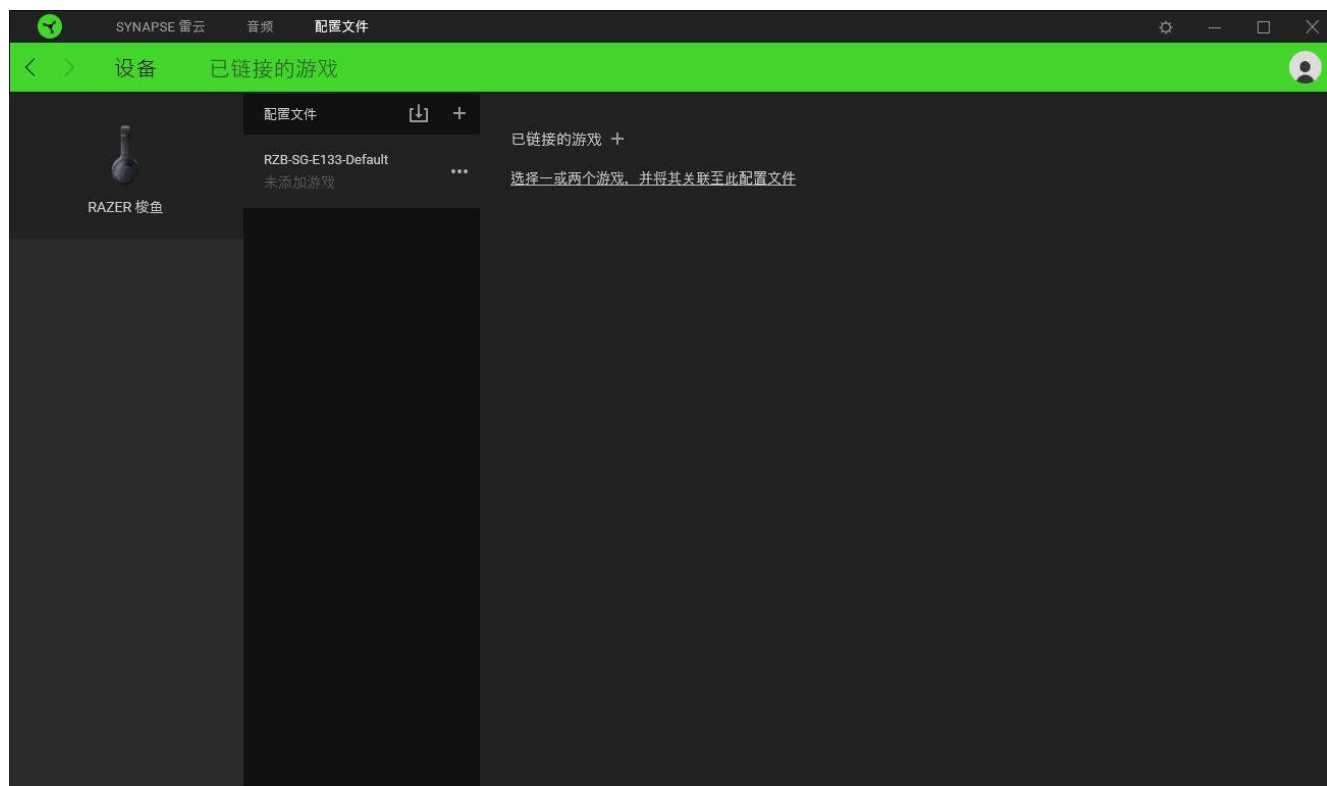 SYNAPSE 雷云 音频 配置文件
设备 已链接的游戏
RAZER 梭鱼
配置文件
RZB-SG-E133-Default
未添加游戏
已链接的游戏
选择一或两个游戏，并将其关联至此配置文件